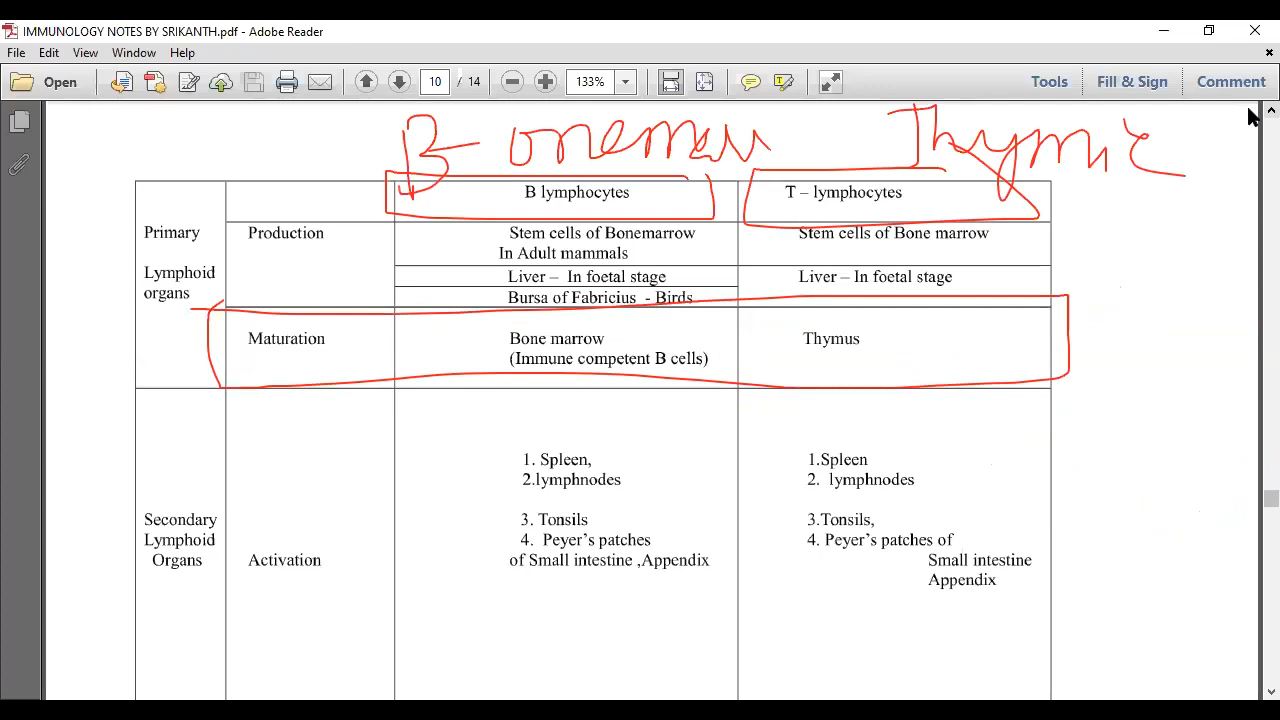 IMMUNOLOGY NOTES BY SRIKANTH.pdf - Adobe Reader
File Edit View Window Help
Open 10 / 14 133% Tools Fill & Sign Comment
B- onemarr Thymic
B lymphocytes T – lymphocytes
Primary Production Stem cells of Bonemarrow Stem cells of Bone marrow
In Adult mammals
Lymphoid Liver – In foetal stage Liver – In foetal stage
organs Bursa of Fabricius - Birds
Maturation Bone marrow Thymus
(Immune competent B cells)
1. Spleen, 1.Spleen
2.lymphnodes 2. lymphnodes
Secondary 3. Tonsils 3.Tonsils,
Lymphoid 4. Peyer’s patches 4. Peyer’s patches of
Organs Activation of Small intestine ,Appendix Small intestine
Appendix